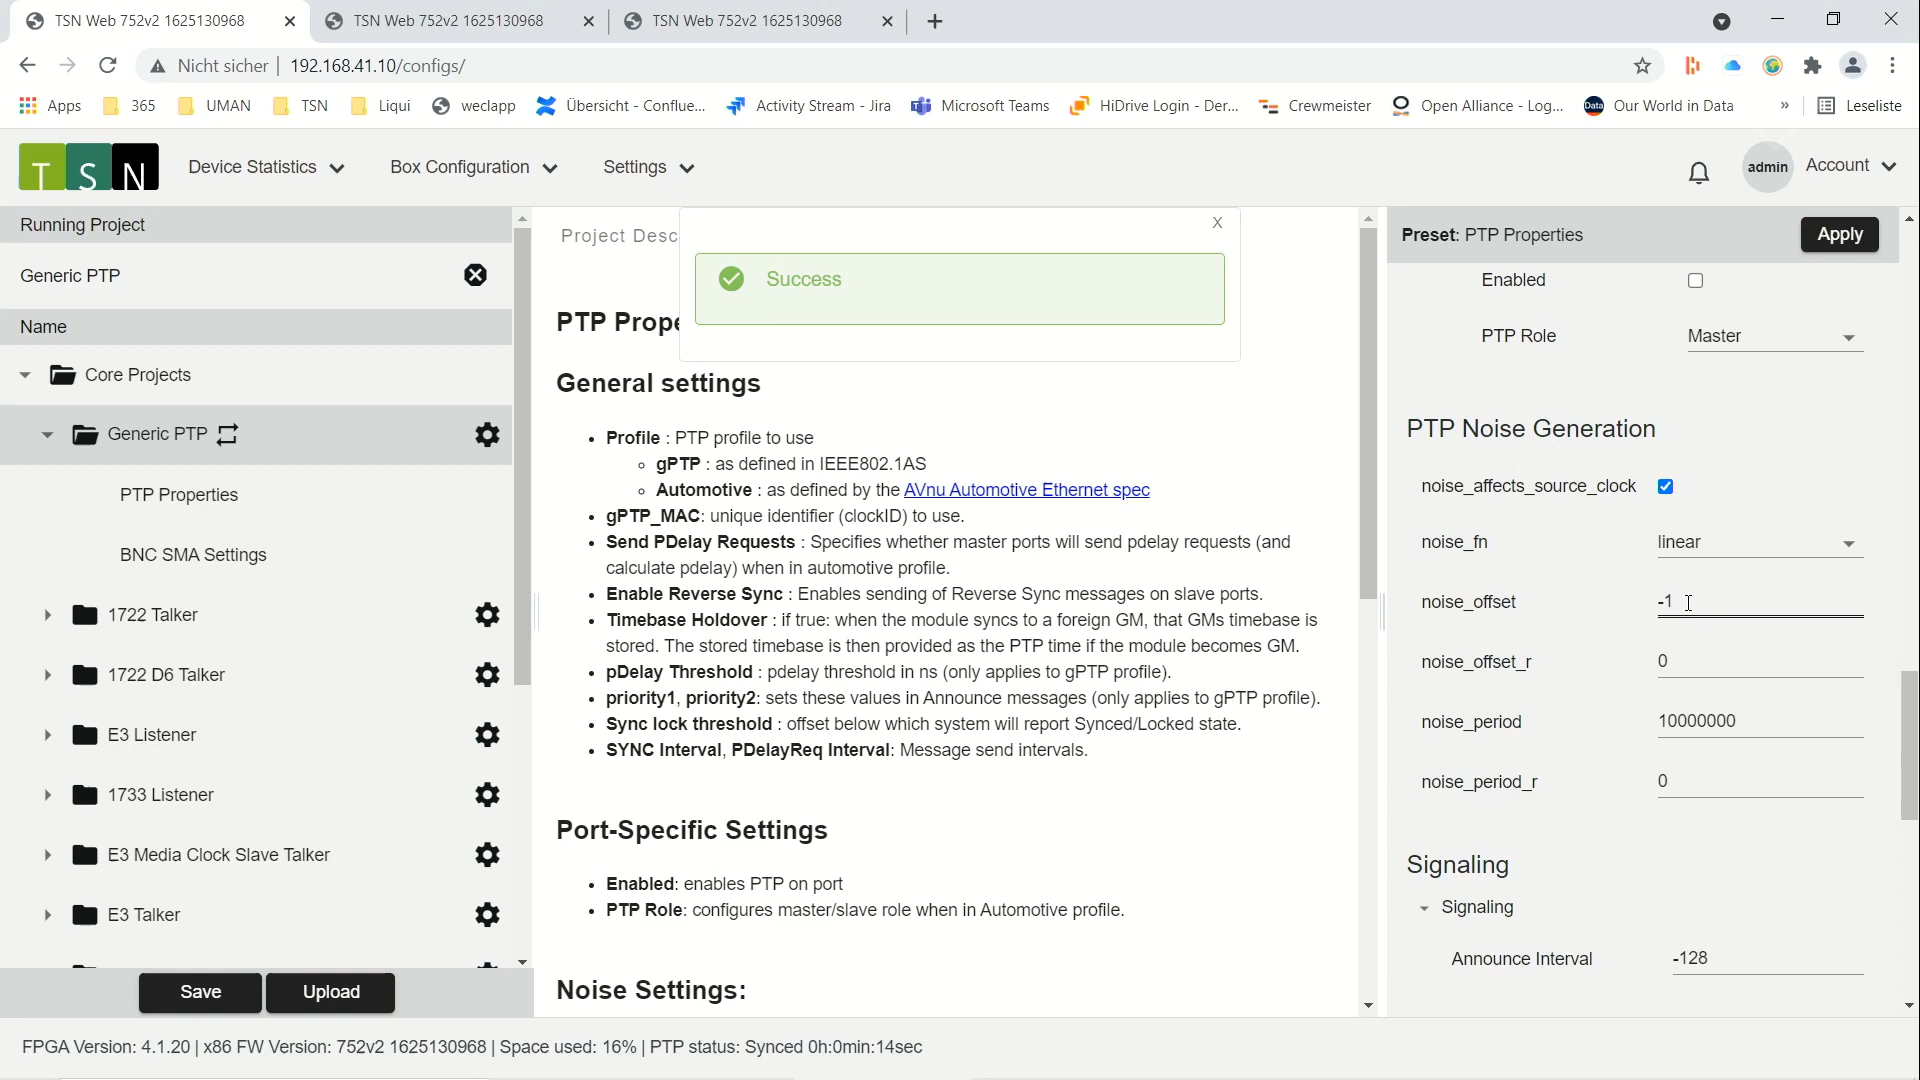 TSN Web 752v2 1625130968
TSN Web 752v2 1625130968
TSN Web 752v2 1625130968
Nicht sicher | 192.168.41.10/configs/
Apps 365 UMAN TSN Liqui weclapp Übersicht - Conflue... Activity Stream - Jira Microsoft Teams HiDrive Login - Der... Crewmeister Open Alliance - Log... Our World in Data » Leseliste
TSN Device Statistics Box Configuration Settings admin Account
Running Project
Generic PTP
Name
Core Projects
Generic PTP
PTP Properties
BNC SMA Settings
1722 Talker
1722 D6 Talker
E3 Listener
1733 Listener
E3 Media Clock Slave Talker
E3 Talker
Save Upload
Project Desc
X
Success
PTP Prope
General settings
• Profile : PTP profile to use
gPTP : as defined in IEEE802.1AS
Automotive : as defined by the AVnu Automotive Ethernet spec
• gPTP_MAC: unique identifier (clockID) to use.
• Send PDelay Requests : Specifies whether master ports will send pdelay requests (and
calculate pdelay) when in automotive profile.
• Enable Reverse Sync : Enables sending of Reverse Sync messages on slave ports.
• Timebase Holdover : if true: when the module syncs to a foreign GM, that GMs timebase is
stored. The stored timebase is then provided as the PTP time if the module becomes GM.
• pDelay Threshold : pdelay threshold in ns (only applies to gPTP profile).
• priority1, priority2: sets these values in Announce messages (only applies to gPTP profile).
• Sync lock threshold : offset below which system will report Synced/Locked state.
• SYNC Interval, PDelayReq Interval: Message send intervals.
Port-Specific Settings
• Enabled: enables PTP on port
• PTP Role: configures master/slave role when in Automotive profile.
Noise Settings:
Preset: PTP Properties Apply
Enabled
PTP Role Master
PTP Noise Generation
noise_affects_source_clock
noise_fn linear
noise_offset -1
noise_offset_r 0
noise_period 10000000
noise_period_r 0
Signaling
Signaling
Announce Interval -128
FPGA Version: 4.1.20 | x86 FW Version: 752v2 1625130968 | Space used: 16% | PTP status: Synced 0h:0min:14sec